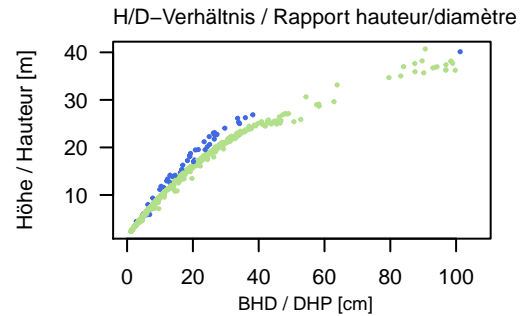 H/D−Verhältnis / Rapport hauteur/diamètre
Höhe / Hauteur [m]
40
30
20
10
0 20 40 60 80 100
BHD / DHP [cm]